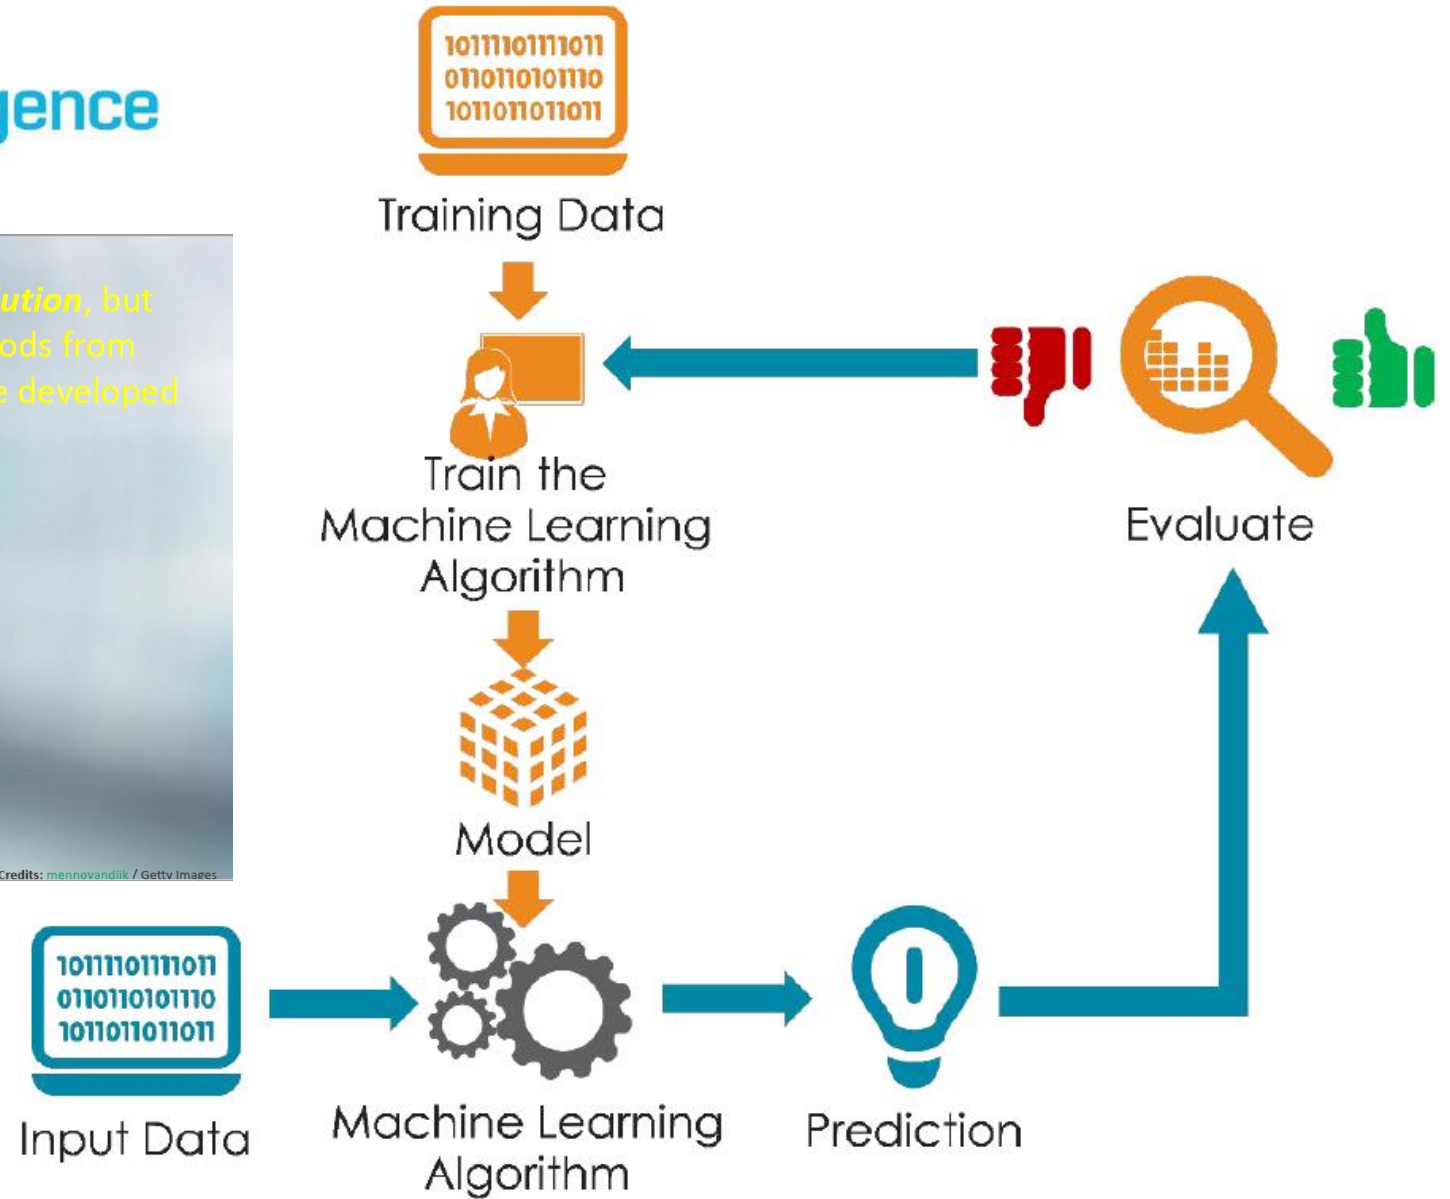 gence
ution, but
ods from
e developed
Credits: mennovandijk / Getty Images
1011110111011
0110110101110
1011011011011
Training Data
Train the
Machine Learning
Algorithm
Evaluate
Model
1011110111011
0110110101110
1011011011011
Input Data
Machine Learning
Algorithm
Prediction